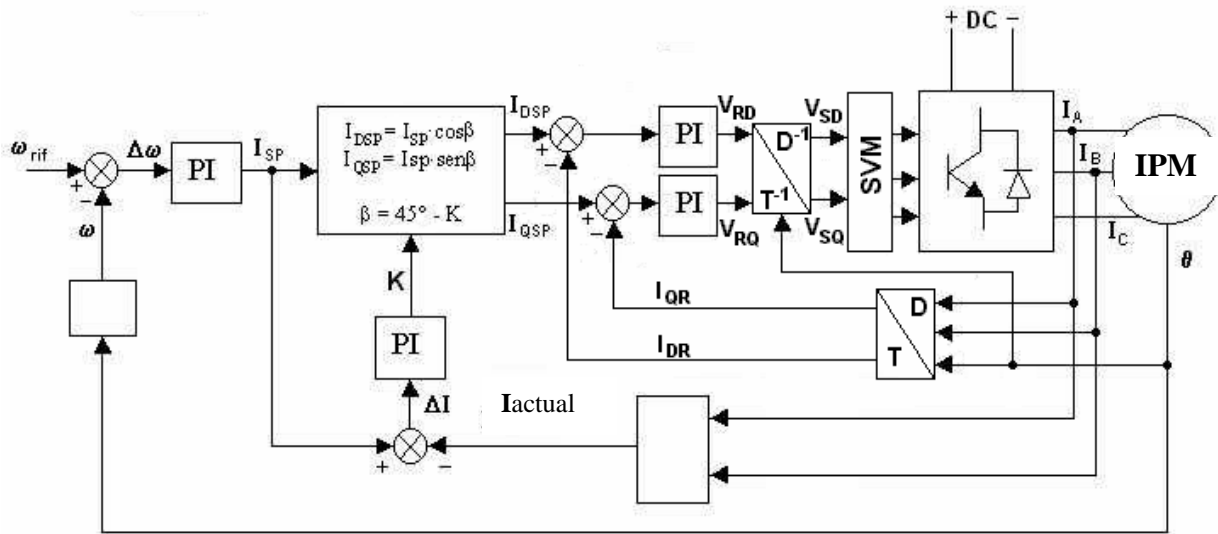 + DC −
I_DSP
V_RD
V_SD
I_A
I_DSP = I_SP · cosβ
I_QSP = Isp · senβ
β = 45° - K
ω_rif
+
−
Δω
PI
I_SP
+
−
PI
D⁻¹
T⁻¹
SVM
I_B
IPM
I_QSP
+
−
PI
V_RQ
V_SQ
I_C
ω
θ
K
I_QR
D
PI
I_DR
T
ΔI
Iactual
+
−